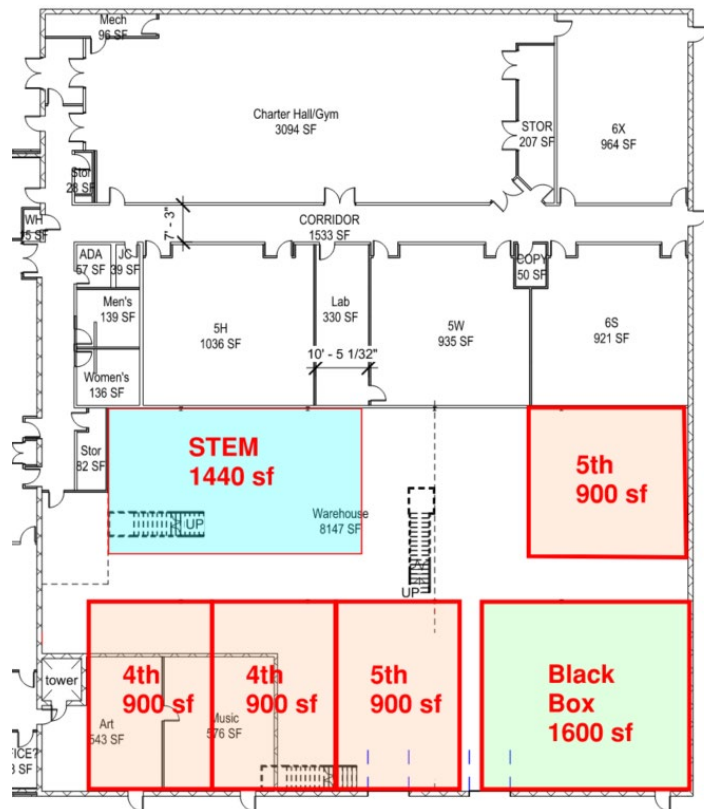 Mech
96 SF
Charter Hall/Gym
3094 SF
STOR
207 SF
6X
964 SF
Stor
28 SF
WH
CORRIDOR
1533 SF
7' - 3"
ADA
57 SF
JC
39 SF
COPY
50 SF
Men's
139 SF
5H
1036 SF
Lab
330 SF
5W
935 SF
6S
921 SF
10' - 5 1/32"
Women's
136 SF
Stor
82 SF
STEM
1440 sf
5th
900 sf
Warehouse
8147 SF
UP
UP
tower
4th
900 sf
4th
900 sf
5th
900 sf
Black
Box
1600 sf
Art
543 SF
Music
576 SF